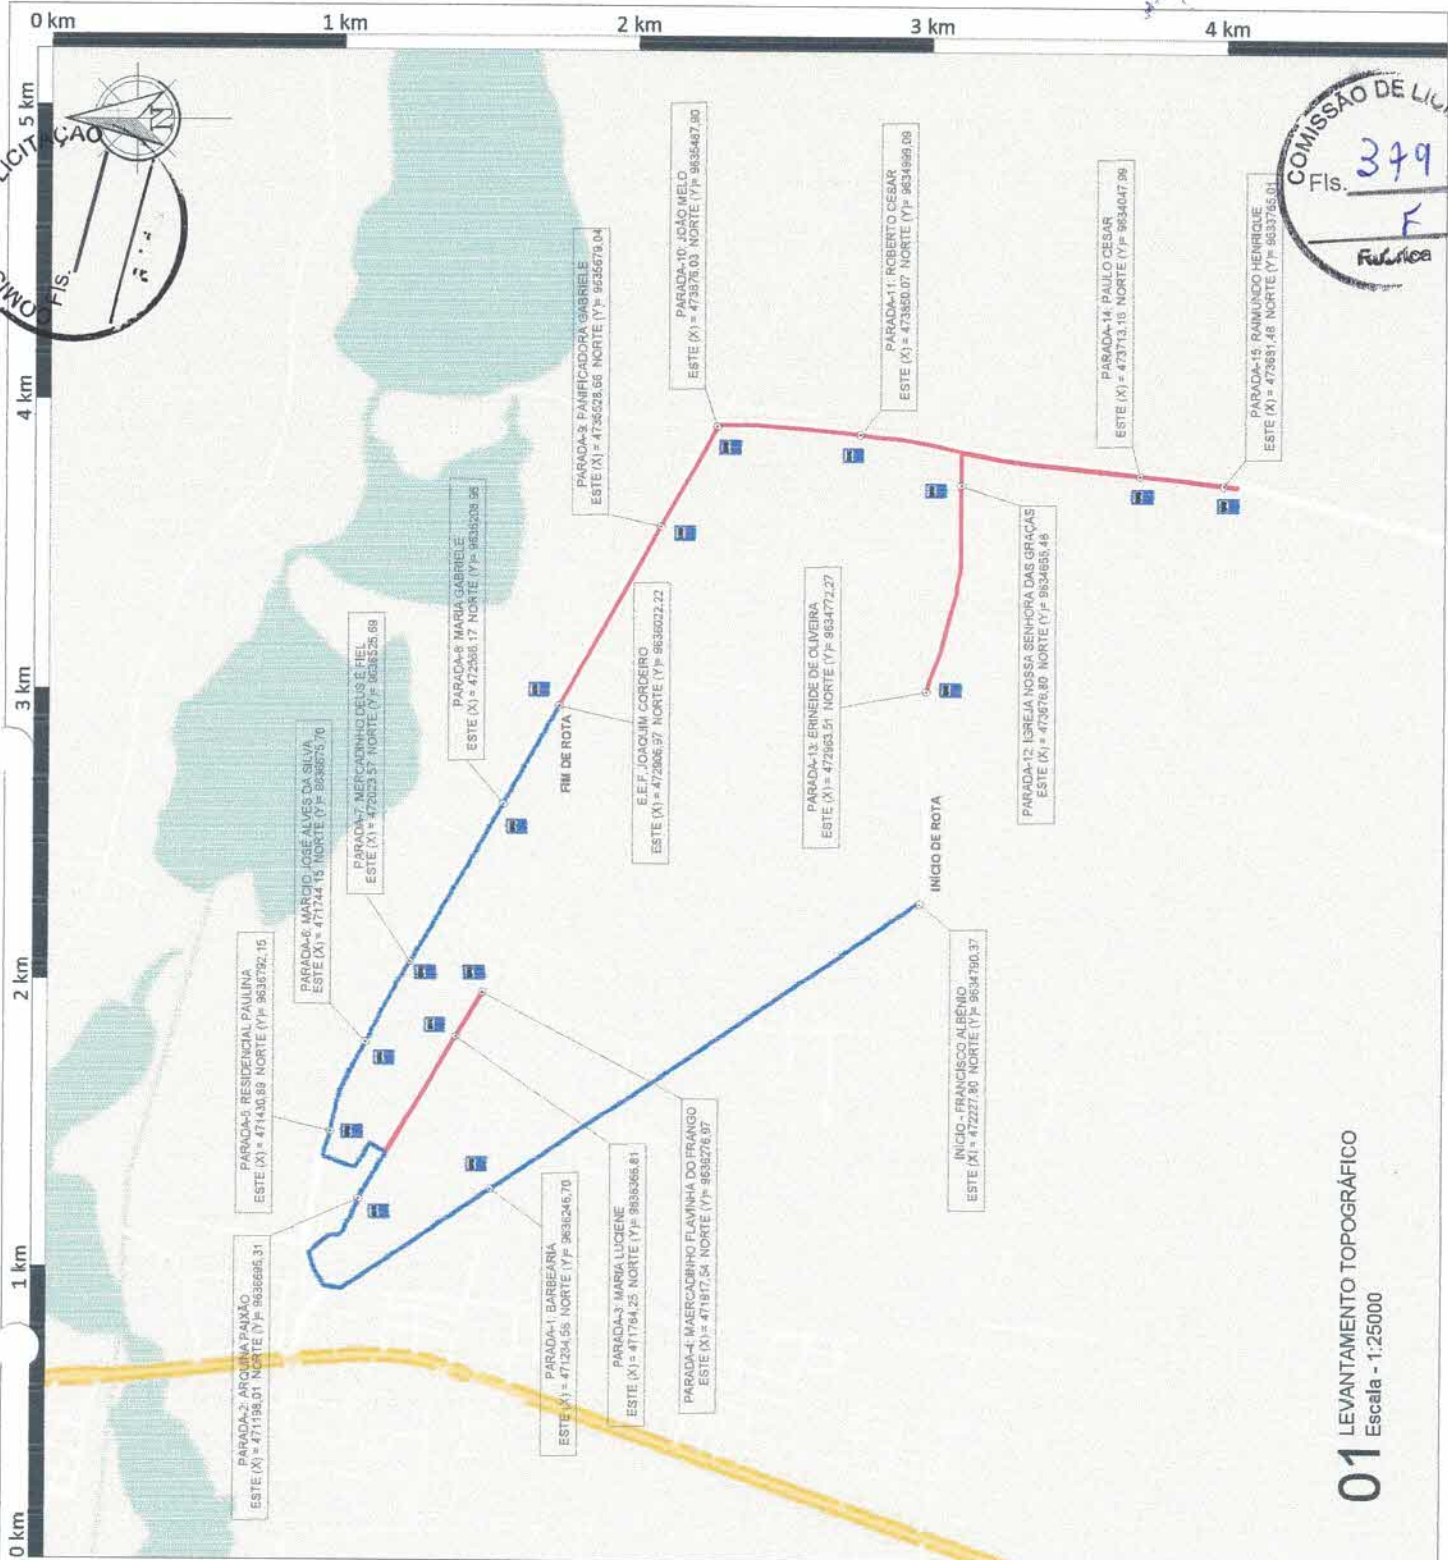 0 km
1 km
2 km
3 km
4 km
5 km
0 km
1 km
2 km
3 km
4 km
LICITAÇÃO
Fls.
N
COMISSÃO DE
Fls. 379
F
PARADA-2: ARQUINA PAIXÃO
ESTE (X) = 471198,01 NORTE (Y)= 9636695,31
PARADA-5: RESIDENCIAL PAULINA
ESTE (X) = 471430,89 NORTE (Y)= 9636792,15
PARADA-6: MARCIO JOSÉ ALVES DA SILVA
ESTE (X) = 471744,15 NORTE (Y)= 9636675,70
PARADA-7: MERCADINHO DEUS É FIEL
ESTE (X) = 472023,57 NORTE (Y)= 9636525,69
PARADA-8: MARIA GABRIELE
ESTE (X) = 472566,17 NORTE (Y)= 9636208,96
PARADA-9: PANIFICADORA GABRIELE
ESTE (X) = 4735528,66 NORTE (Y)= 9635679,04
PARADA-10: JOÃO MELO
ESTE (X) = 473876,03 NORTE (Y)= 9635487,90
PARADA-11: ROBERTO CESAR
ESTE (X) = 473850,07 NORTE (Y)= 9634999,09
PARADA-14: PAULO CESAR
ESTE (X) = 473713,16 NORTE (Y)= 9634047,99
PARADA-15: RAIMUNDO HENRIQUE
ESTE (X) = 473681,48 NORTE (Y)= 9633765,01
FIM DE ROTA
E.E.F. JOAQUIM CORDEIRO
ESTE (X) = 472906,97 NORTE (Y)= 9636022,22
PARADA-13: ERINEIDE DE OLIVEIRA
ESTE (X) = 472963,51 NORTE (Y)= 9634772,27
PARADA-12: IGREJA NOSSA SENHORA DAS GRAÇAS
ESTE (X) = 473676,80 NORTE (Y)= 9634655,46
INÍCIO DE ROTA
INÍCIO - FRANCISCO ALBÊNIO
ESTE (X) = 472227,80 NORTE (Y)= 9634790,37
PARADA-1: BARBEARIA
ESTE (X) = 471234,56 NORTE (Y)= 9636246,70
PARADA-3: MARIA LUCIENE
ESTE (X) = 471764,25 NORTE (Y)= 9636366,81
PARADA-4: MAERCADINHO FLAVINHA DO FRANGO
ESTE (X) = 471917,54 NORTE (Y)= 9636276,97
01 LEVANTAMENTO TOPOGRÁFICO
Escala - 1:25000